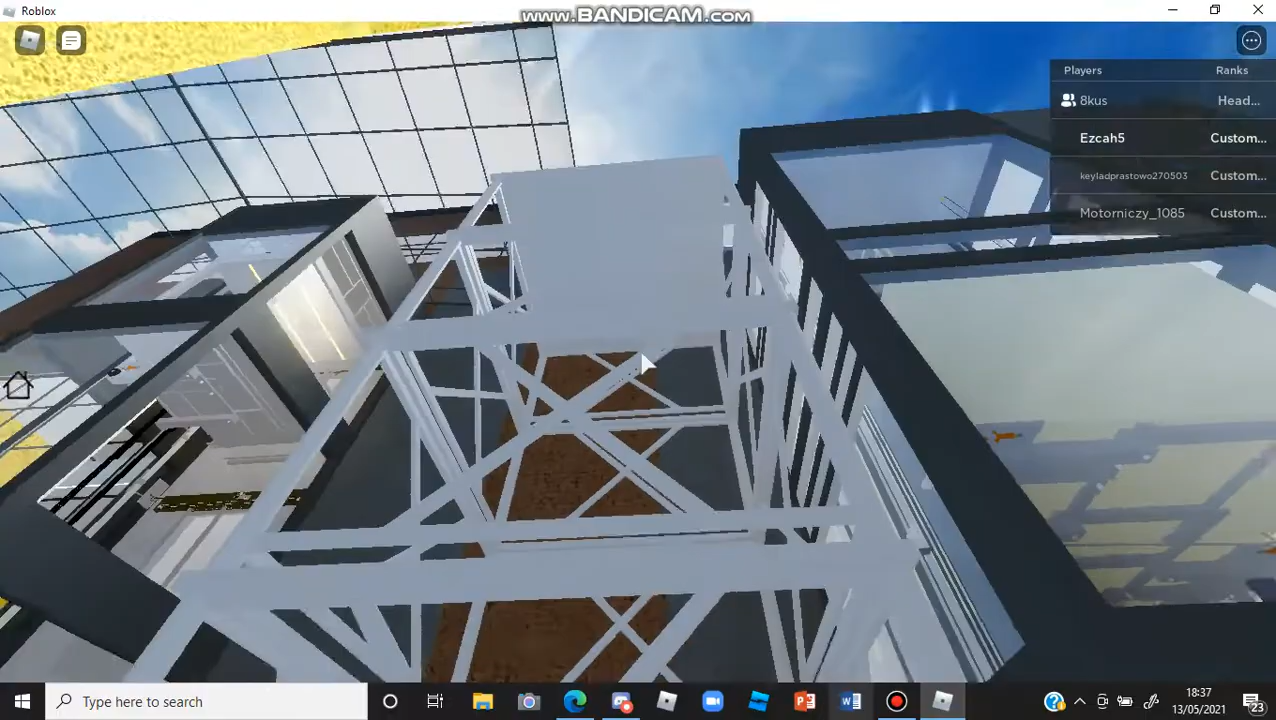 Roblox
www.BANDICAM.com
Players Ranks
8kus Head...
Ezcah5 Custom...
keyladprastowo270503 Custom...
Motorniczy_1085 Custom...
Type here to search
18:37
13/05/2021
23